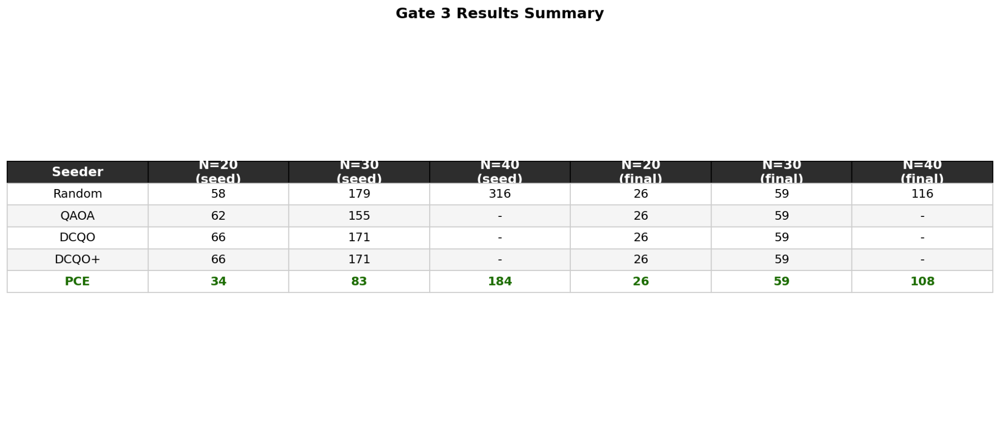 Gate 3 Results Summary
Seeder N=20 (seed) N=30 (seed) N=40 (seed) N=20 (final) N=30 (final) N=40 (final)
Random 58 179 316 26 59 116
QAOA 62 155 - 26 59 -
DCQO 66 171 - 26 59 -
DCQO+ 66 171 - 26 59 -
PCE 34 83 184 26 59 108